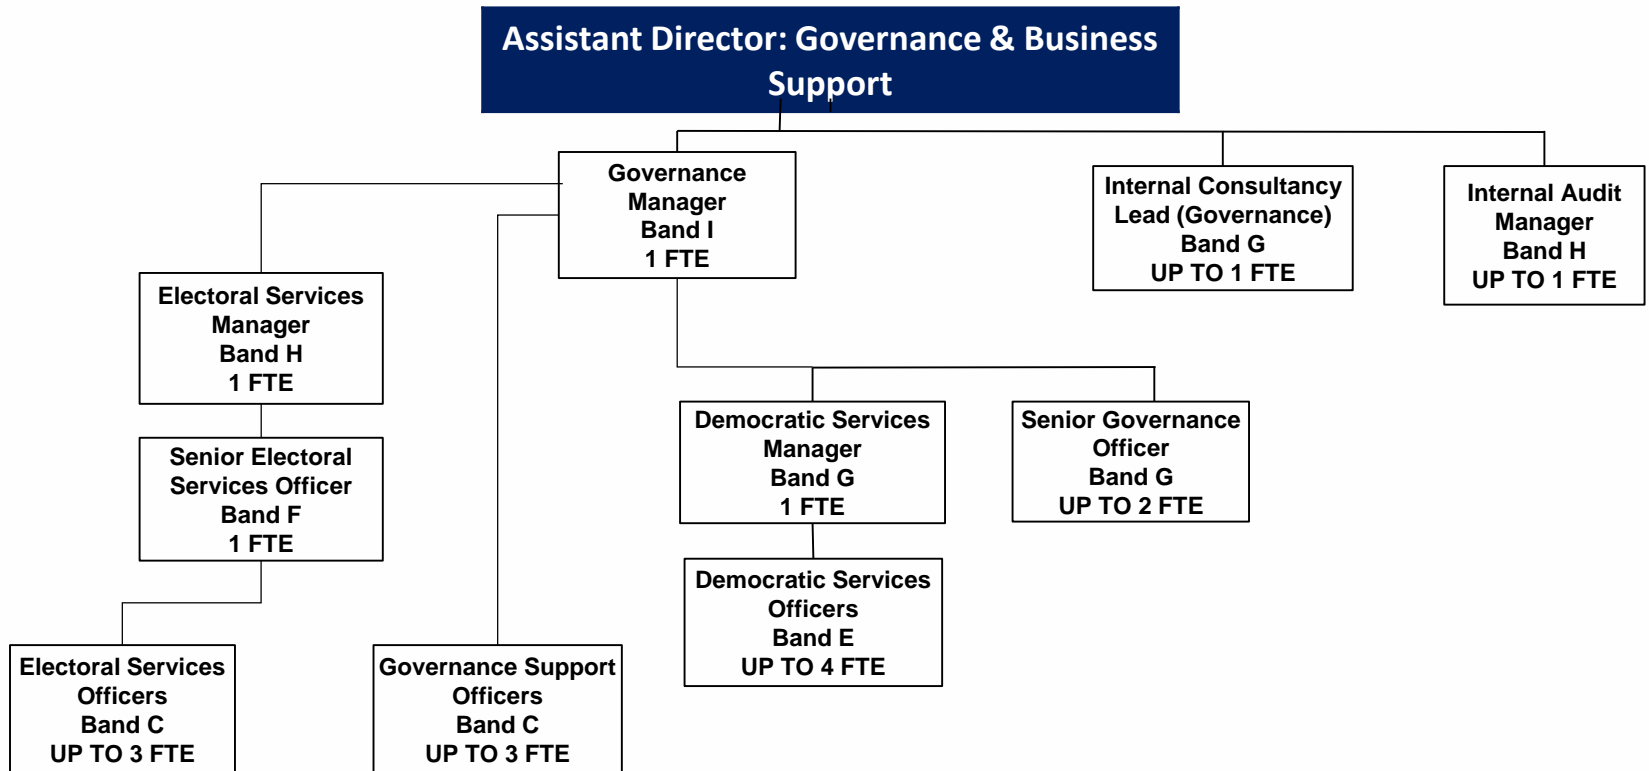 Assistant Director: Governance & Business
Support
Governance
Manager
Band I
1 FTE
Internal Consultancy
Lead (Governance)
Band G
UP TO 1 FTE
Internal Audit
Manager
Band H
UP TO 1 FTE
Electoral Services
Manager
Band H
1 FTE
Senior Electoral
Services Officer
Band F
1 FTE
Democratic Services
Manager
Band G
1 FTE
Senior Governance
Officer
Band G
UP TO 2 FTE
Democratic Services
Officers
Band E
UP TO 4 FTE
Electoral Services
Officers
Band C
UP TO 3 FTE
Governance Support
Officers
Band C
UP TO 3 FTE